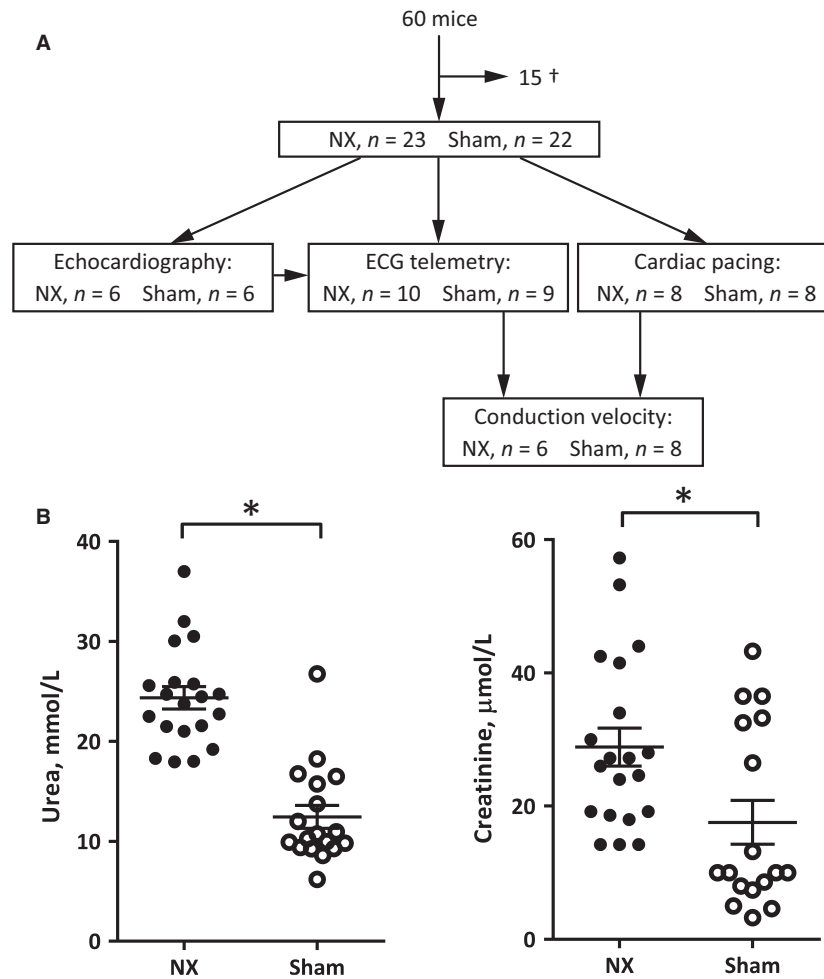 60 mice
A
15 †
NX, n = 23 Sham, n = 22
Echocardiography:
NX, n = 6 Sham, n = 6
ECG telemetry:
NX, n = 10 Sham, n = 9
Cardiac pacing:
NX, n = 8 Sham, n = 8
Conduction velocity:
NX, n = 6 Sham, n = 8
B
*
40
30
20
10
0
Urea, mmol/L
NX Sham
*
60
40
20
0
Creatinine, μmol/L
NX Sham